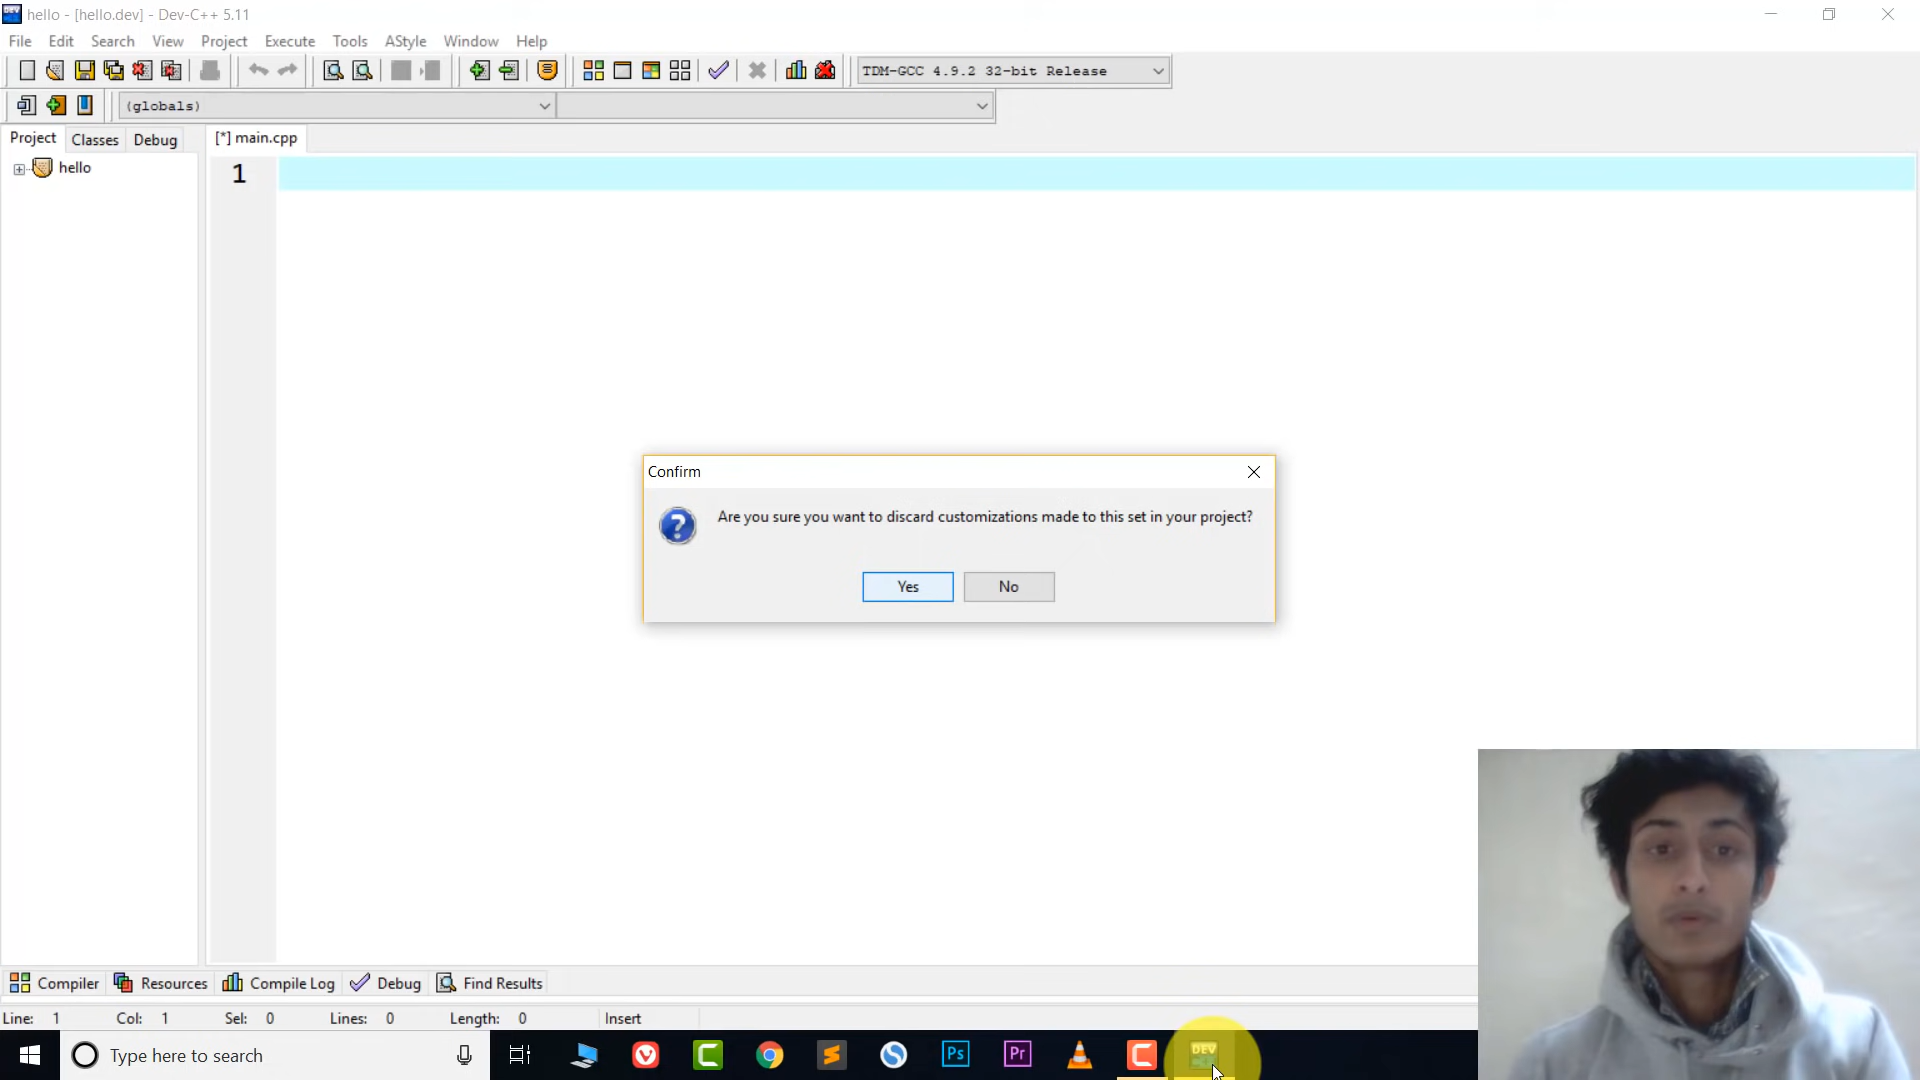 hello - [hello.dev] - Dev-C++ 5.11
File Edit Search View Project Execute Tools AStyle Window Help
TDM-GCC 4.9.2 32-bit Release
(globals)
Project Classes Debug [*] main.cpp
hello
1
Confirm
Are you sure you want to discard customizations made to this set in your project?
Yes No
Compiler Resources Compile Log Debug Find Results
Line: 1 Col: 1 Sel: 0 Lines: 0 Length: 0 Insert
Type here to search
Ps Pr DEV